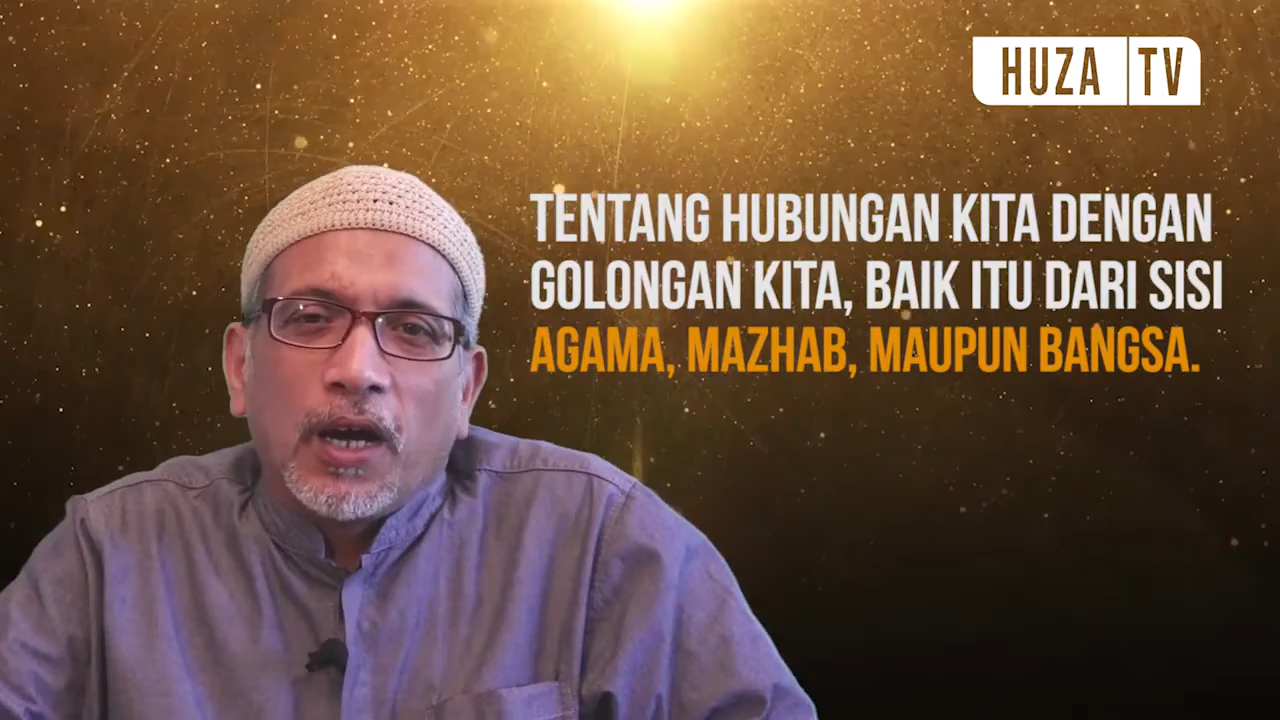 HUZA TV
TENTANG HUBUNGAN KITA DENGAN
GOLONGAN KITA, BAIK ITU DARI SISI
AGAMA, MAZHAB, MAUPUN BANGSA.